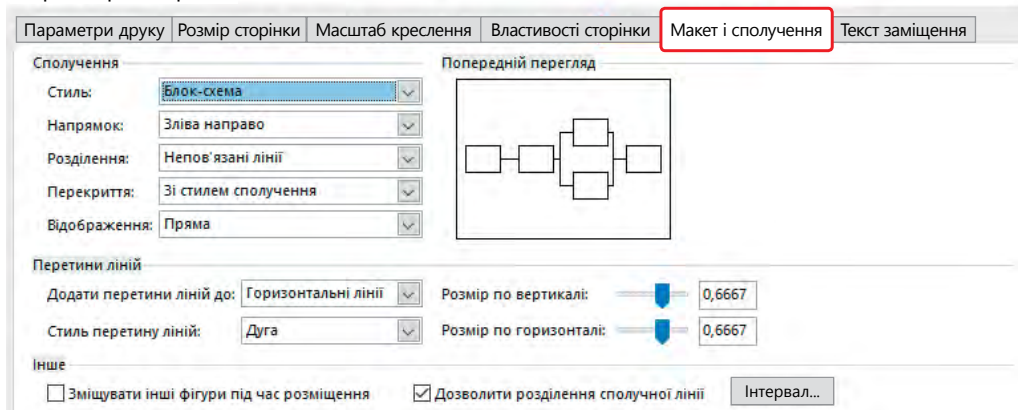 Параметри друку Розмір сторінки Масштаб креслення Властивості сторінки Макет і сполучення Текст заміщення
Сполучення Попередній перегляд
Стиль: Блок-схема
Напрямок: Зліва направо
Розділення: Непов'язані лінії
Перекриття: Зі стилем сполучення
Відображення: Пряма
Перетини ліній
Додати перетини ліній до: Горизонтальні лінії Розмір по вертикалі: 0,6667
Стиль перетину ліній: Дуга Розмір по горизонталі: 0,6667
Інше
Зміщувати інші фігури під час розміщення Дозволити розділення сполучної лінії Інтервал...